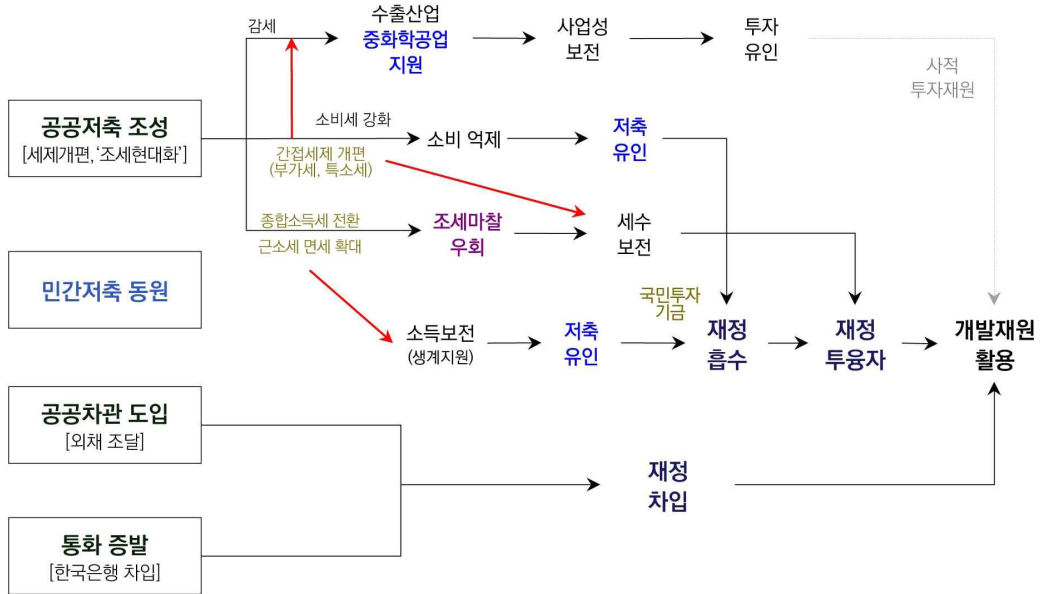 감세
수출산업
중화학공업
지원
사업성
보전
투자
유인
사적
투자재원
공공저축 조성
[세제개편, ‘조세현대화’]
소비세 강화
소비 억제
저축
유인
간접세제 개편
(부가세, 특소세)
종합소득세 전환
근소세 면세 확대
조세마찰
우회
세수
보전
민간저축 동원
국민투자
기금
소득보전
(생계지원)
저축
유인
재정
흡수
재정
투융자
개발재원
활용
공공차관 도입
[외채 조달]
재정
차입
통화 증발
[한국은행 차입]